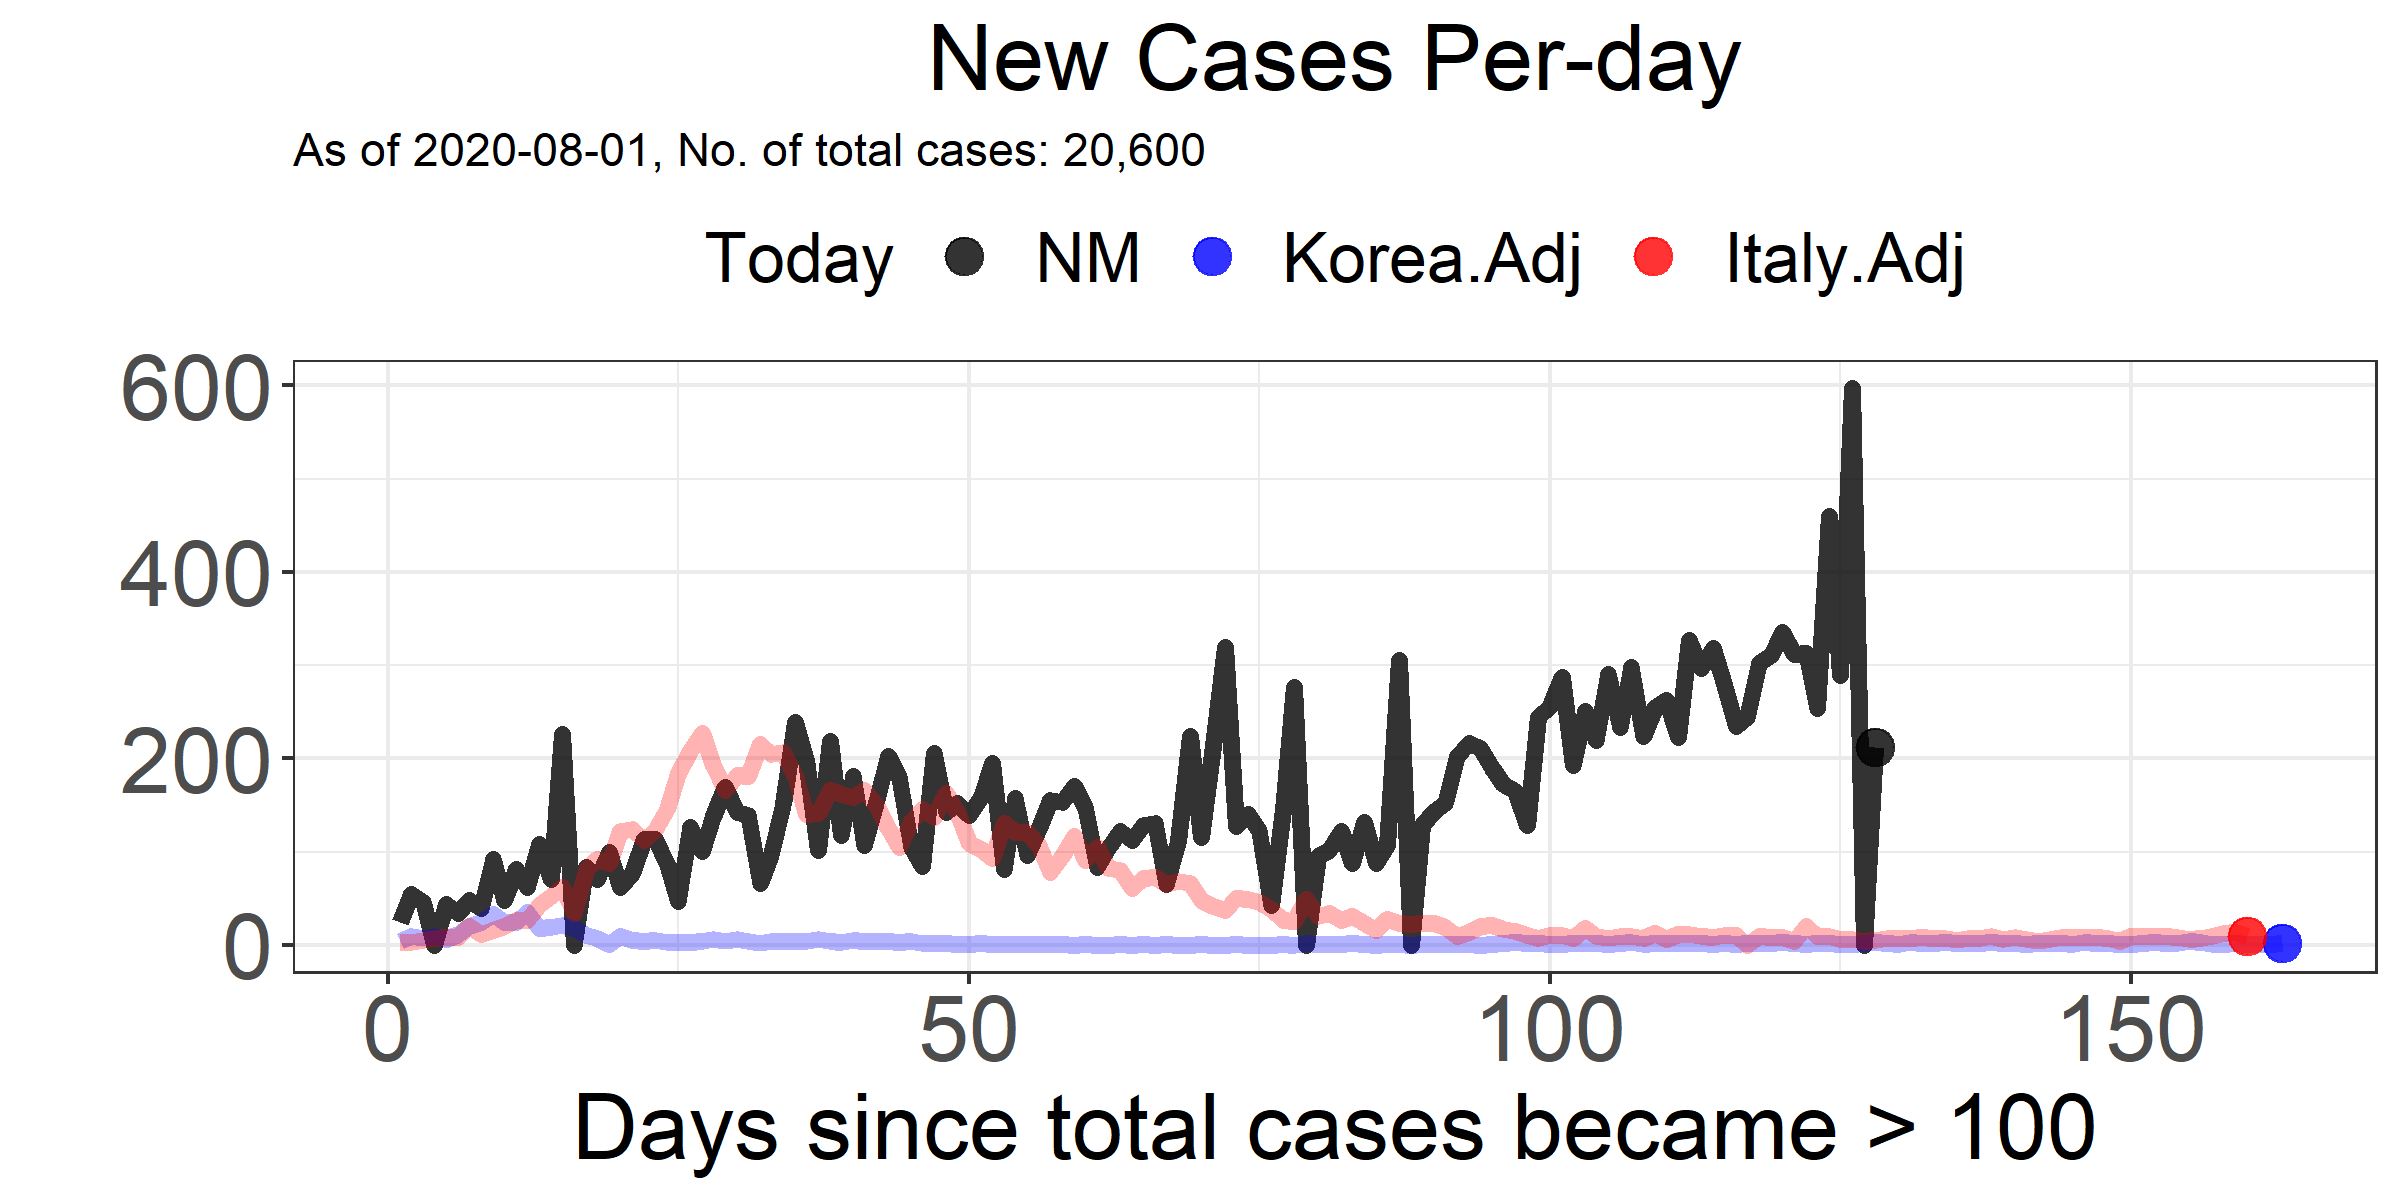 New Cases Per-day
As of 2020-08-01, No. of total cases: 20,600
Today NM Korea.Adj Italy.Adj
600
400
200
0
0 50 100 150
Days since total cases became > 100